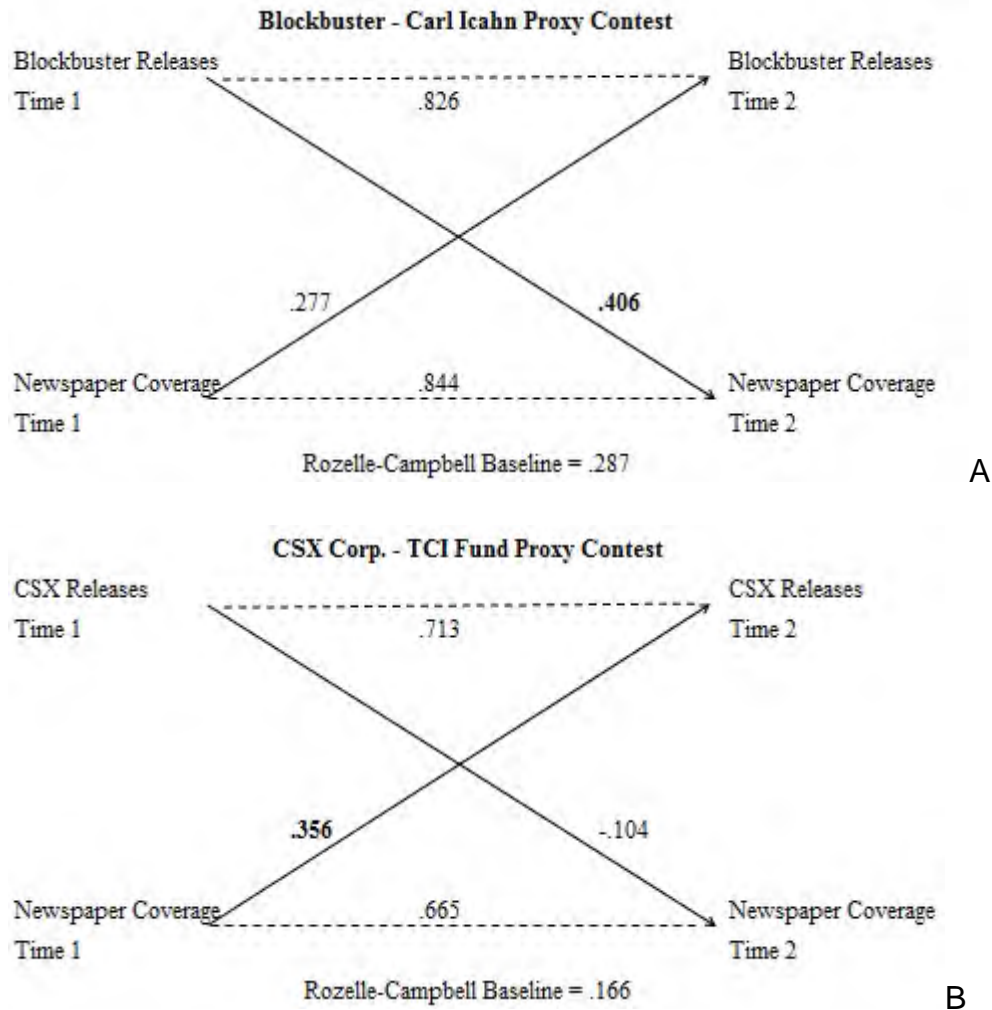 Blockbuster - Carl Icahn Proxy Contest
Blockbuster Releases
Time 1
Blockbuster Releases
Time 2
.826
.277
.406
Newspaper Coverage
Time 1
.844
Newspaper Coverage
Time 2
Rozelle-Campbell Baseline = .287
A
CSX Corp. - TCI Fund Proxy Contest
CSX Releases
Time 1
CSX Releases
Time 2
.713
.356
-.104
Newspaper Coverage
Time 1
.665
Newspaper Coverage
Time 2
Rozelle-Campbell Baseline = .166
B